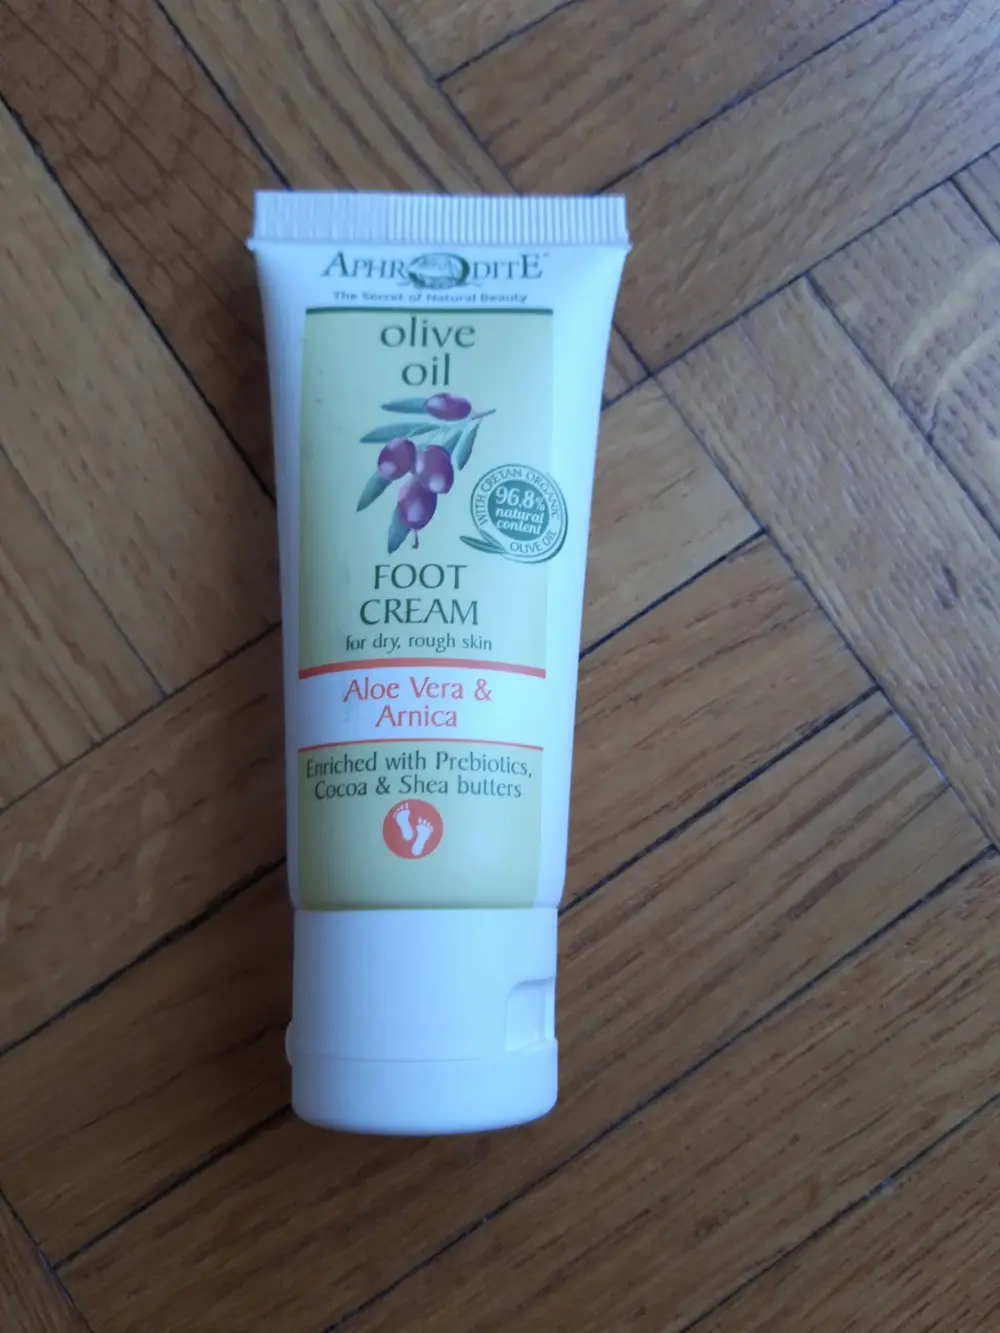 APHRODITE
The Secret of Natural Beauty
olive
oil
WITH CRETAN ORGANIC
OLIVE OIL
96,8%
natural
content
FOOT
CREAM
for dry, rough skin
Aloe Vera &
Arnica
Enriched with Prebiotics,
Cocoa & Shea butters